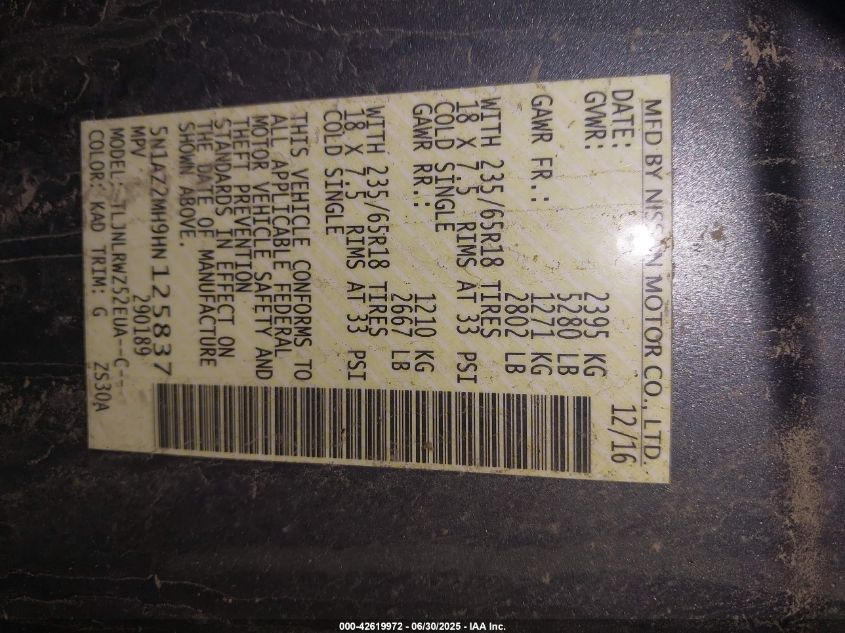 MFD BY NISSAN MOTOR CO., LTD.
DATE: 12/16
GVWR: 2395 KG
5280 LB
GAWR FR.: 1271 KG
2802 LB
WITH 235/65R18 TIRES
18 X 7.5 RIMS AT 33 PSI
COLD SINGLE
GAWR RR.: 1210 KG
2667 LB
WITH 235/65R18 TIRES
18 X 7.5 RIMS AT 33 PSI
COLD SINGLE
THIS VEHICLE CONFORMS TO
ALL APPLICABLE FEDERAL
MOTOR VEHICLE SAFETY AND
THEFT PREVENTION
STANDARDS IN EFFECT ON
THE DATE OF MANUFACTURE
SHOWN ABOVE.
5N1AZ2MH9HN125837
MPV 290189
MODEL: TLJNLRWZ52EUA--C--
COLOR: KAD TRIM: G ZS30A
000-42619972 - 06/30/2025 - IAA Inc.